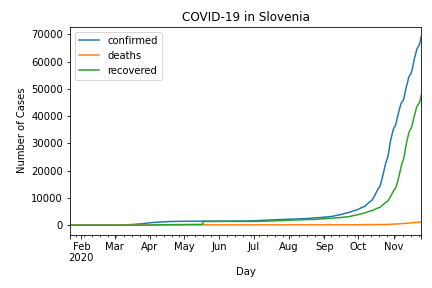 COVID-19 in Slovenia
confirmed
deaths
recovered
Number of Cases
70000
60000
50000
40000
30000
20000
10000
0
Feb Mar Apr May Jun Jul Aug Sep Oct Nov
2020
Day